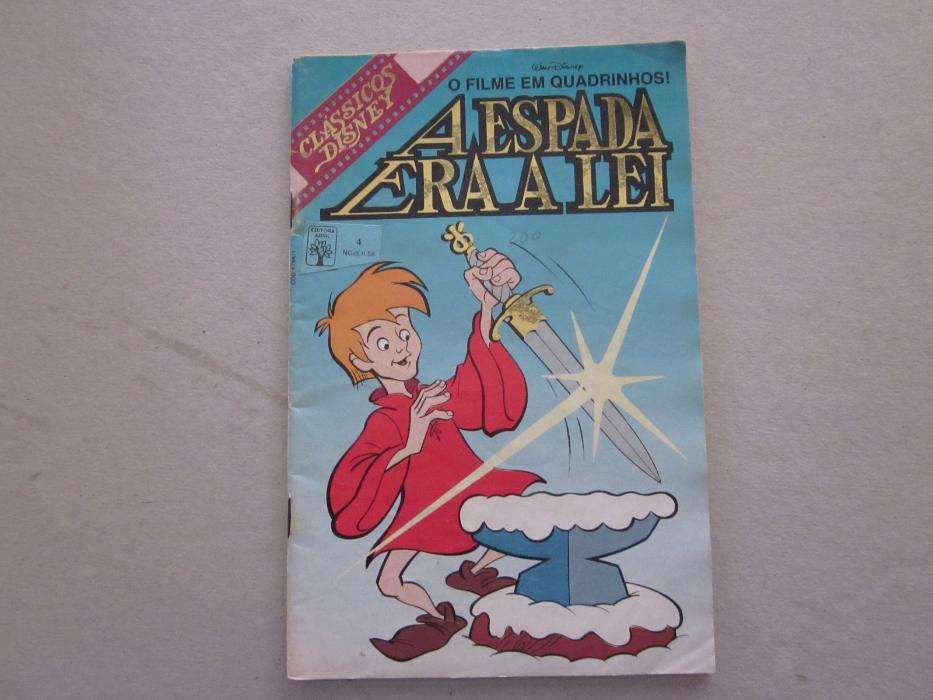 CLÁSSICOS
DISNEY
Walt Disney
O FILME EM QUADRINHOS!
A ESPADA
ERA A LEI
EDITORA
ABRIL
4
200